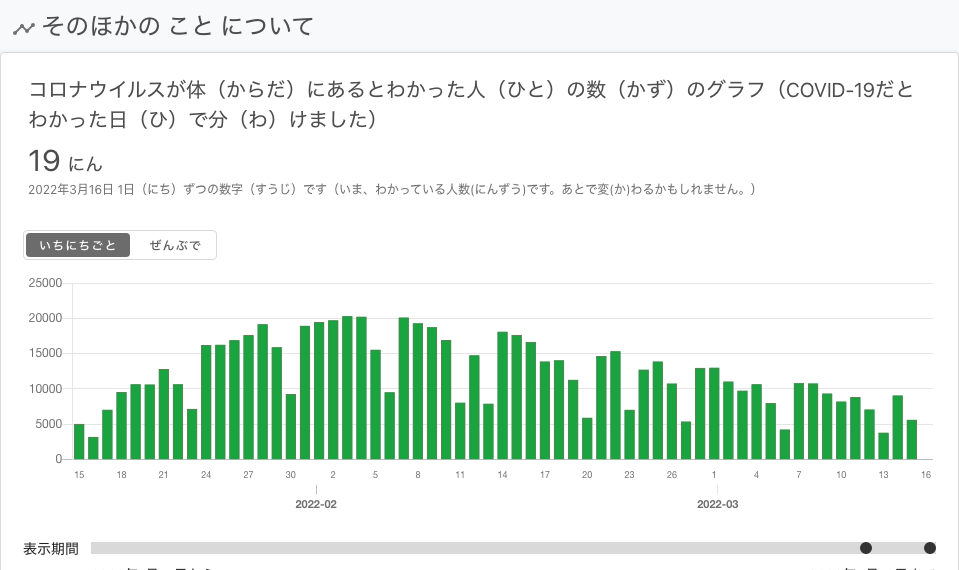 そのほかの こと について
コロナウイルスが体（からだ）にあるとわかった人（ひと）の数（かず）のグラフ（COVID-19だと
わかった日（ひ）で分（わ）けました）
19 にん
2022年3月16日 1日（にち）ずつの数字（すうじ）です（いま、わかっている人数(にんずう)です。あとで変(か)わるかもしれません。）
いちにちごと ぜんぶで
25000
20000
15000
10000
5000
0
15 18 21 24 27 30 2 5 8 11 14 17 20 23 26 1 4 7 10 13 16
2022-02 2022-03
表示期間